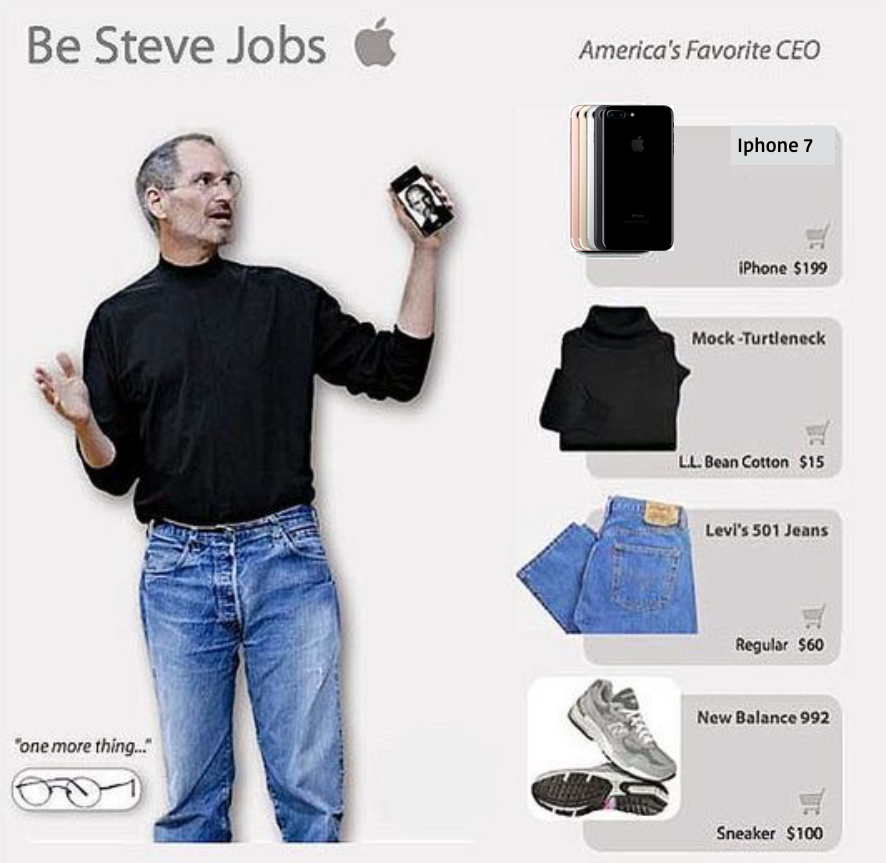 Be Steve Jobs
America's Favorite CEO
Iphone 7
iPhone $199
Mock -Turtleneck
L.L. Bean Cotton $15
Levi's 501 Jeans
Regular $60
New Balance 992
Sneaker $100
"one more thing..."